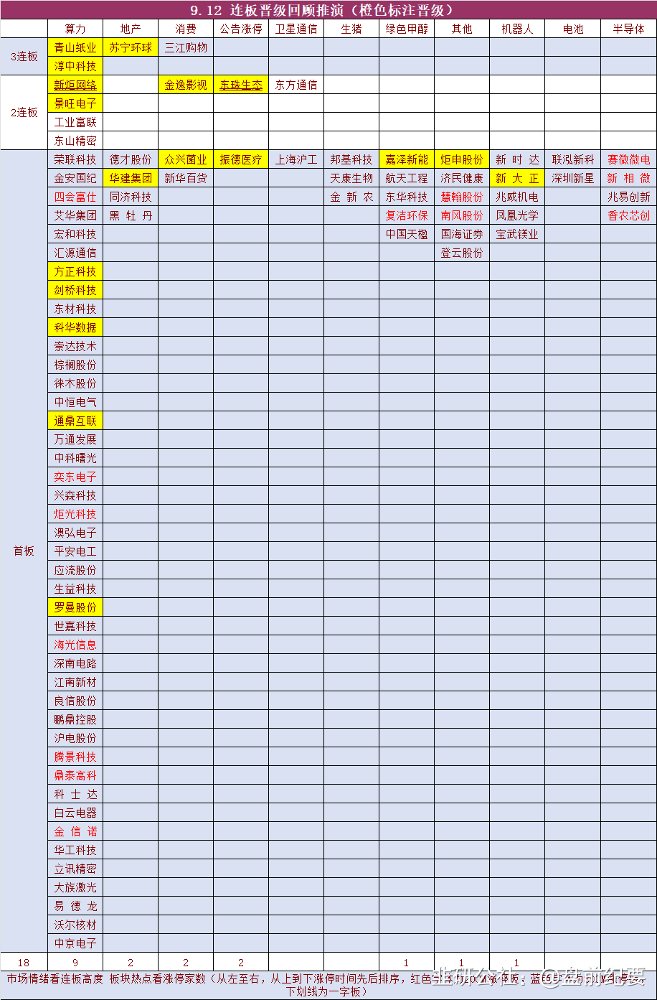 9.12 连板晋级回顾推演（橙色标注晋级）
算力 地产 消费 公告涨停 卫星通信 生猪 绿色甲醇 其他 机器人 电池 半导体
3连板
青山纸业 苏宁环球 三江购物
淳中科技
2连板
新炬网络 金逸影视 东珠生态 东方通信
景旺电子
工业富联
东山精密
首板
荣联科技 德才股份 众兴菌业 振德医疗 上海沪工 邦基科技 嘉泽新能 炬申股份 新时达 联泓新科 赛微微电
金安国纪 华建集团 新华百货 天康生物 航天工程 济民健康 新大正 深圳新星 新相微
四会富仕 同济科技 金新农 东华科技 慧翰股份 兆威机电 兆易创新
艾华集团 黑牡丹 复洁环保 南风股份 凤凰光学 香农芯创
宏和科技 中国天楹 国海证券 宝武镁业
汇源通信 登云股份
方正科技
剑桥科技
东材科技
科华数据
崇达技术
棕榈股份
徕木股份
中恒电气
通鼎互联
万通发展
中科曙光
奕东电子
兴森科技
炬光科技
澳弘电子
平安电工
应流股份
生益科技
罗曼股份
世嘉科技
海光信息
深南电路
江南新材
良信股份
鹏鼎控股
沪电股份
腾景科技
鼎泰高科
科士达
白云电器
金信诺
华工科技
立讯精密
大族激光
易德龙
沃尔核材
中京电子
18 9 2 2 2 1 1 1
市场情绪看连板高度 板块热点看涨停家数（从左至右，从上到下涨停时间先后排序，红色字体为20CM涨停板，蓝
下划线为一字板）
韭研公社：@盘前纪要